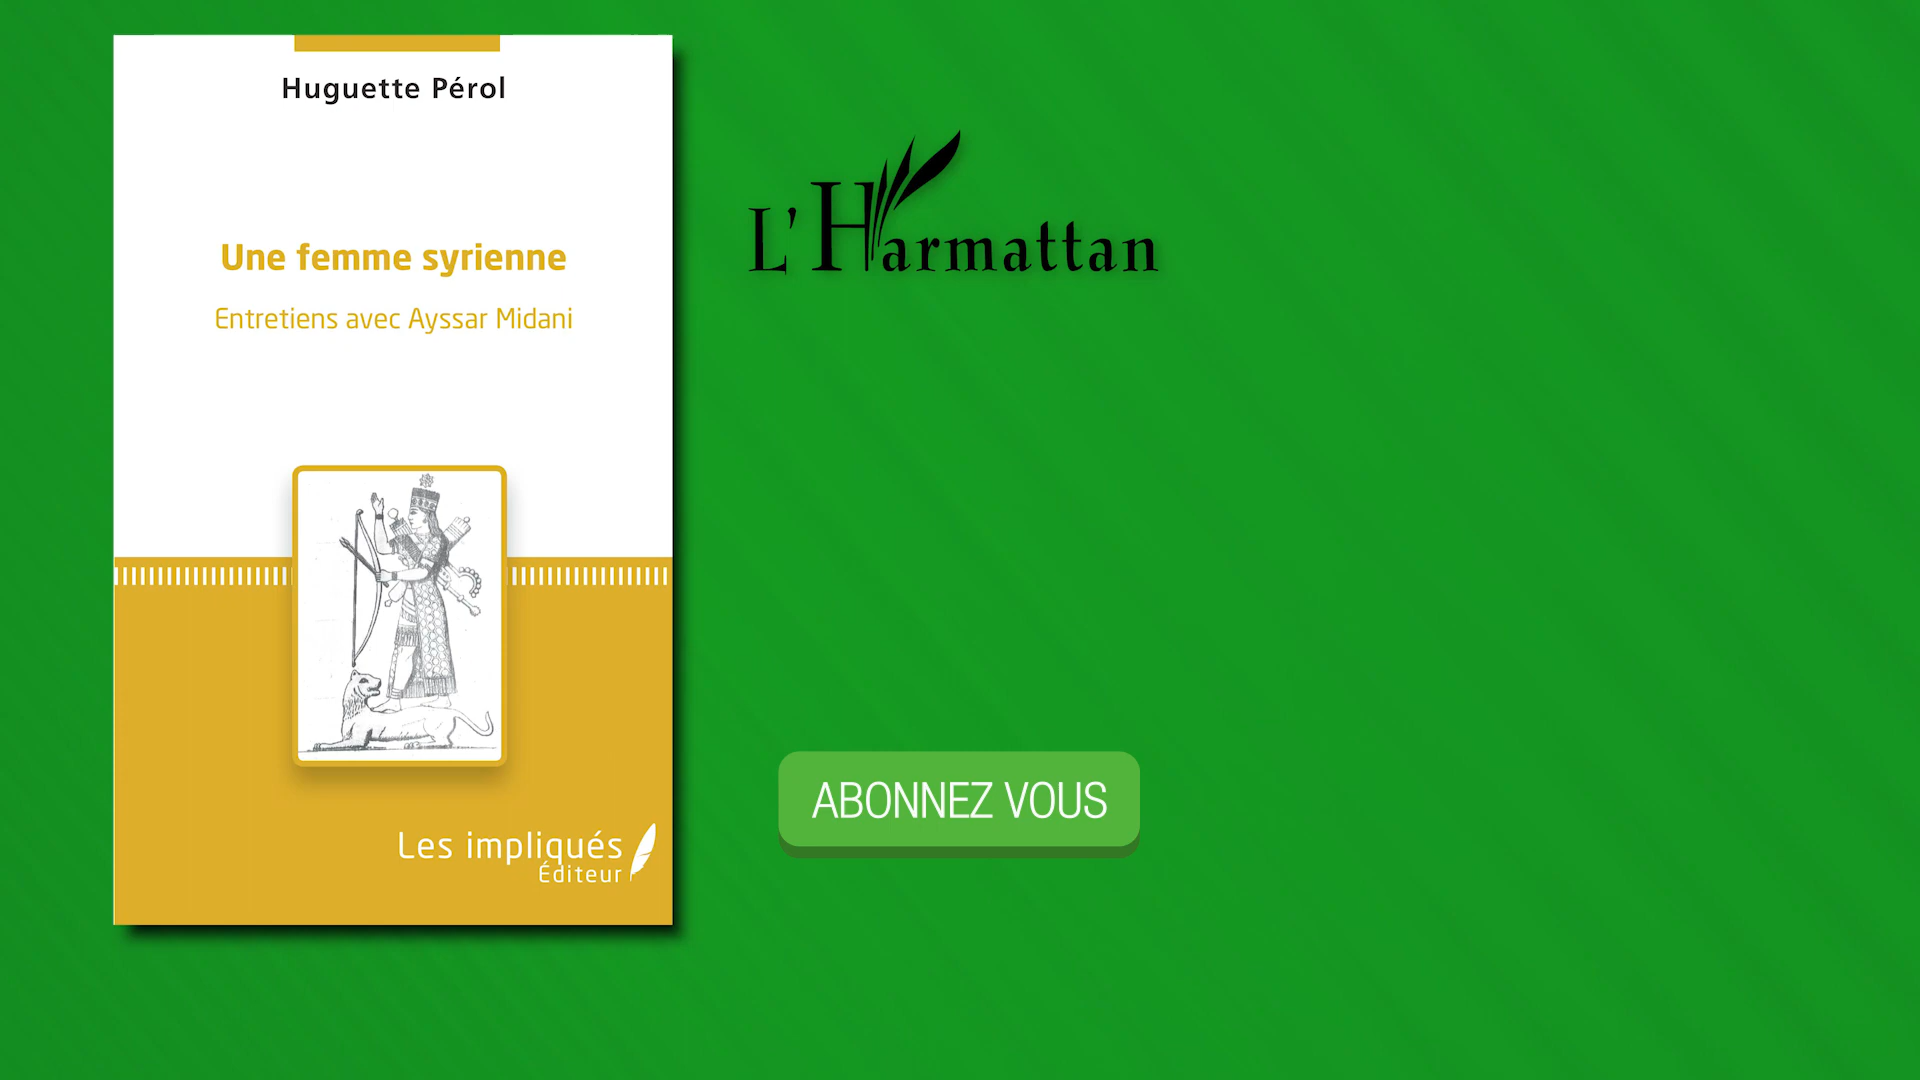 Huguette Pérol
Une femme syrienne
Entretiens avec Ayssar Midani
Les impliqués
Éditeur
L'Harmattan
ABONNEZ VOUS